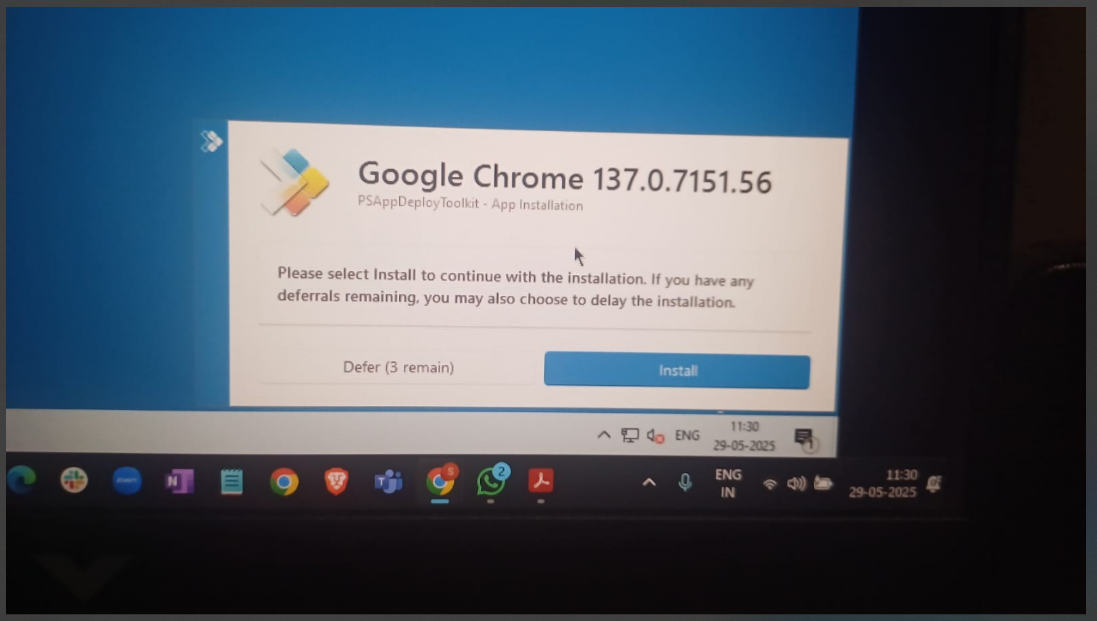 Google Chrome 137.0.7151.56
PSAppDeployToolkit - App Installation
Please select Install to continue with the installation. If you have any
deferrals remaining, you may also choose to delay the installation.
Defer (3 remain)
Install
ENG
11:30
29-05-2025
1
N
T
S
2
ENG
IN
11:30
29-05-2025